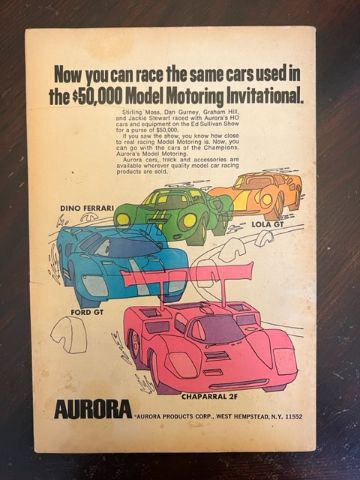 Now you can race the same cars used in
the $50,000 Model Motoring Invitational.
Stirling Moss, Dan Gurney, Graham Hill,
and Jackie Stewart raced with Aurora's HO
cars and equipment on the Ed Sullivan Show
for a purse of $50,000.
If you saw the show, you know how close
to real racing Model Motoring is. Now, you
can go with the cars of the Champions.
Aurora's Model Motoring.
Aurora cars, track and accessories are
available wherever quality model car racing
products are sold.
DINO FERRARI
LOLA GT
FORD GT
CHAPARRAL 2F
AURORA
AURORA PRODUCTS CORP., WEST HEMPSTEAD, N.Y. 11552